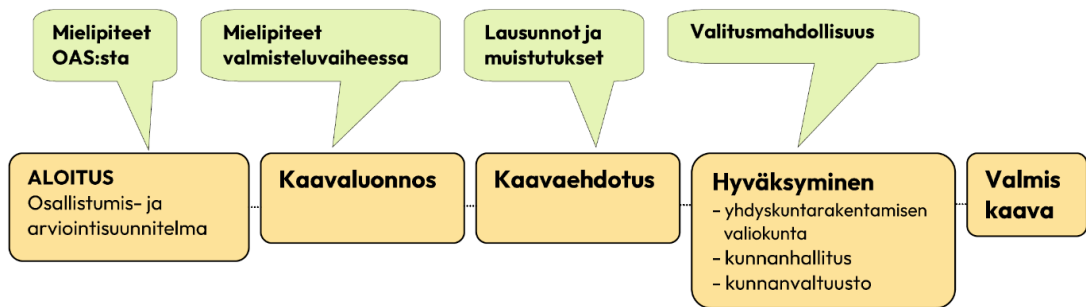 Mielipiteet
OAS:sta
Mielipiteet
valmisteluvaiheessa
Lausunnot ja
muistutukset
Valitusmahdollisuus
ALOITUS
Osallistumis- ja
arviointisuunnitelma
Kaavaluonnos
Kaavaehdotus
Hyväksyminen
- yhdyskuntarakentamisen
valiokunta
- kunnanhallitus
- kunnanvaltuusto
Valmis
kaava